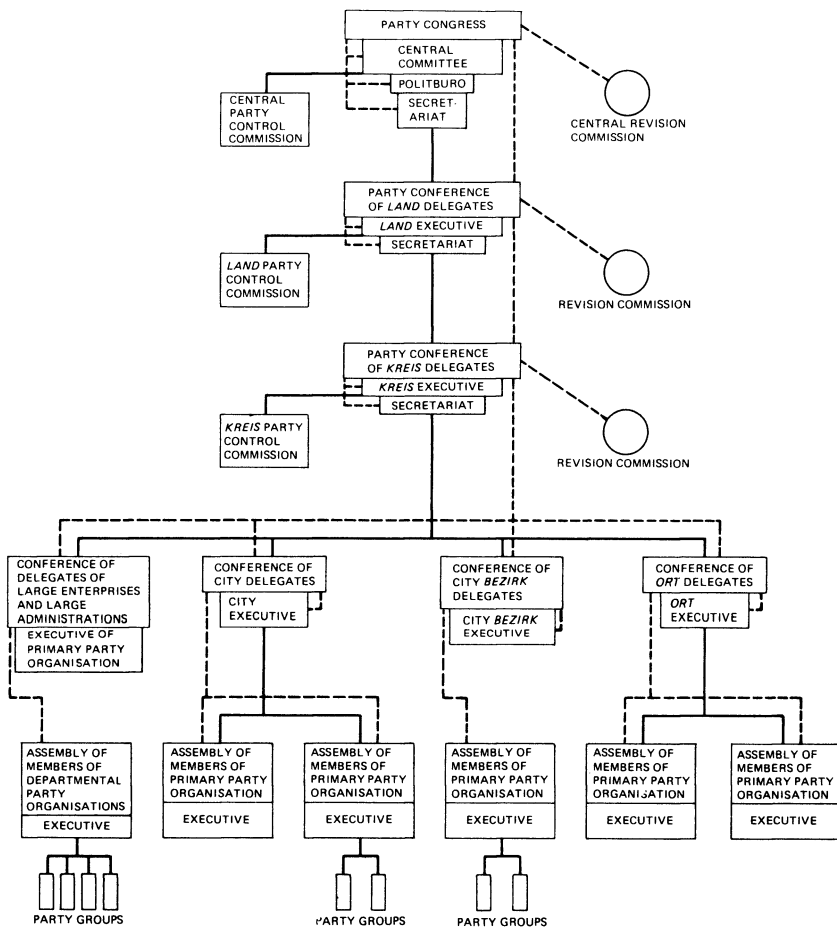 PARTY CONGRESS
CENTRAL
COMMITTEE
POLITBURO
SECRET-
ARIAT
CENTRAL
PARTY
CONTROL
COMMISSION
CENTRAL REVISION
COMMISSION
PARTY CONFERENCE
OF LAND DELEGATES
LAND EXECUTIVE
SECRETARIAT
LAND PARTY
CONTROL
COMMISSION
REVISION COMMISSION
PARTY CONFERENCE
OF KREIS DELEGATES
KREIS EXECUTIVE
SECRETARIAT
KREIS PARTY
CONTROL
COMMISSION
REVISION COMMISSION
CONFERENCE OF
DELEGATES OF
LARGE ENTERPRISES
AND LARGE
ADMINISTRATIONS
EXECUTIVE OF
PRIMARY PARTY
ORGANISATION
CONFERENCE OF
CITY DELEGATES
CITY
EXECUTIVE
CONFERENCE OF
CITY BEZIRK
DELEGATES
CITY BEZIRK
EXECUTIVE
CONFERENCE OF
ORT DELEGATES
ORT
EXECUTIVE
ASSEMBLY OF
MEMBERS OF
DEPARTMENTAL
PARTY
ORGANISATIONS
EXECUTIVE
ASSEMBLY OF
MEMBERS OF
PRIMARY PARTY
ORGANISATION
EXECUTIVE
ASSEMBLY OF
MEMBERS OF
PRIMARY PARTY
ORGANISATION
EXECUTIVE
ASSEMBLY OF
MEMBERS OF
PRIMARY PARTY
ORGANISATION
EXECUTIVE
ASSEMBLY OF
MEMBERS OF
PRIMARY PARTY
ORGANISATION
EXECUTIVE
ASSEMBLY OF
MEMBERS OF
PRIMARY PARTY
ORGANISATION
EXECUTIVE
PARTY GROUPS
PARTY GROUPS
PARTY GROUPS